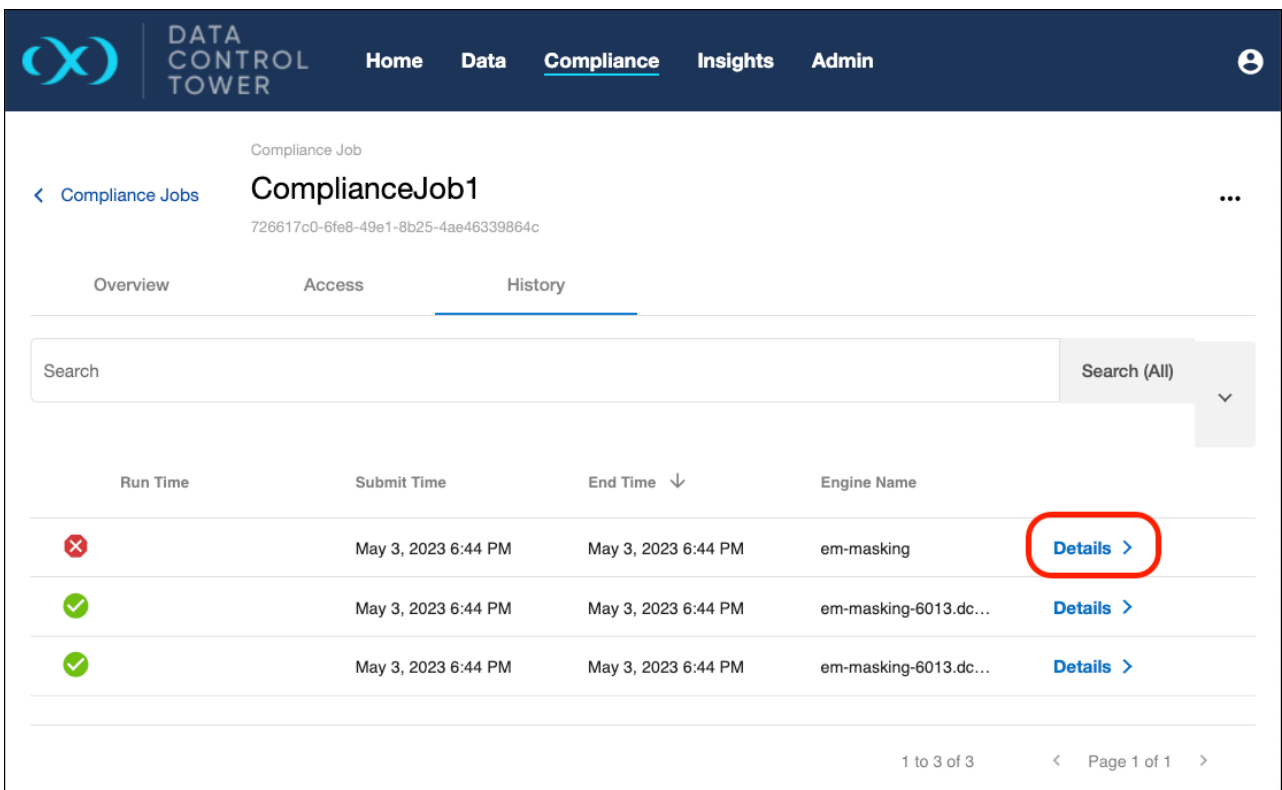 DATA
CONTROL
TOWER
Home Data Compliance Insights Admin
Compliance Job
Compliance Jobs
ComplianceJob1
726617c0-6fe8-49e1-8b25-4ae46339864c
Overview Access History
Search Search (All)
Run Time Submit Time End Time Engine Name
May 3, 2023 6:44 PM May 3, 2023 6:44 PM em-masking Details
May 3, 2023 6:44 PM May 3, 2023 6:44 PM em-masking-6013.dc... Details
May 3, 2023 6:44 PM May 3, 2023 6:44 PM em-masking-6013.dc... Details
1 to 3 of 3 Page 1 of 1